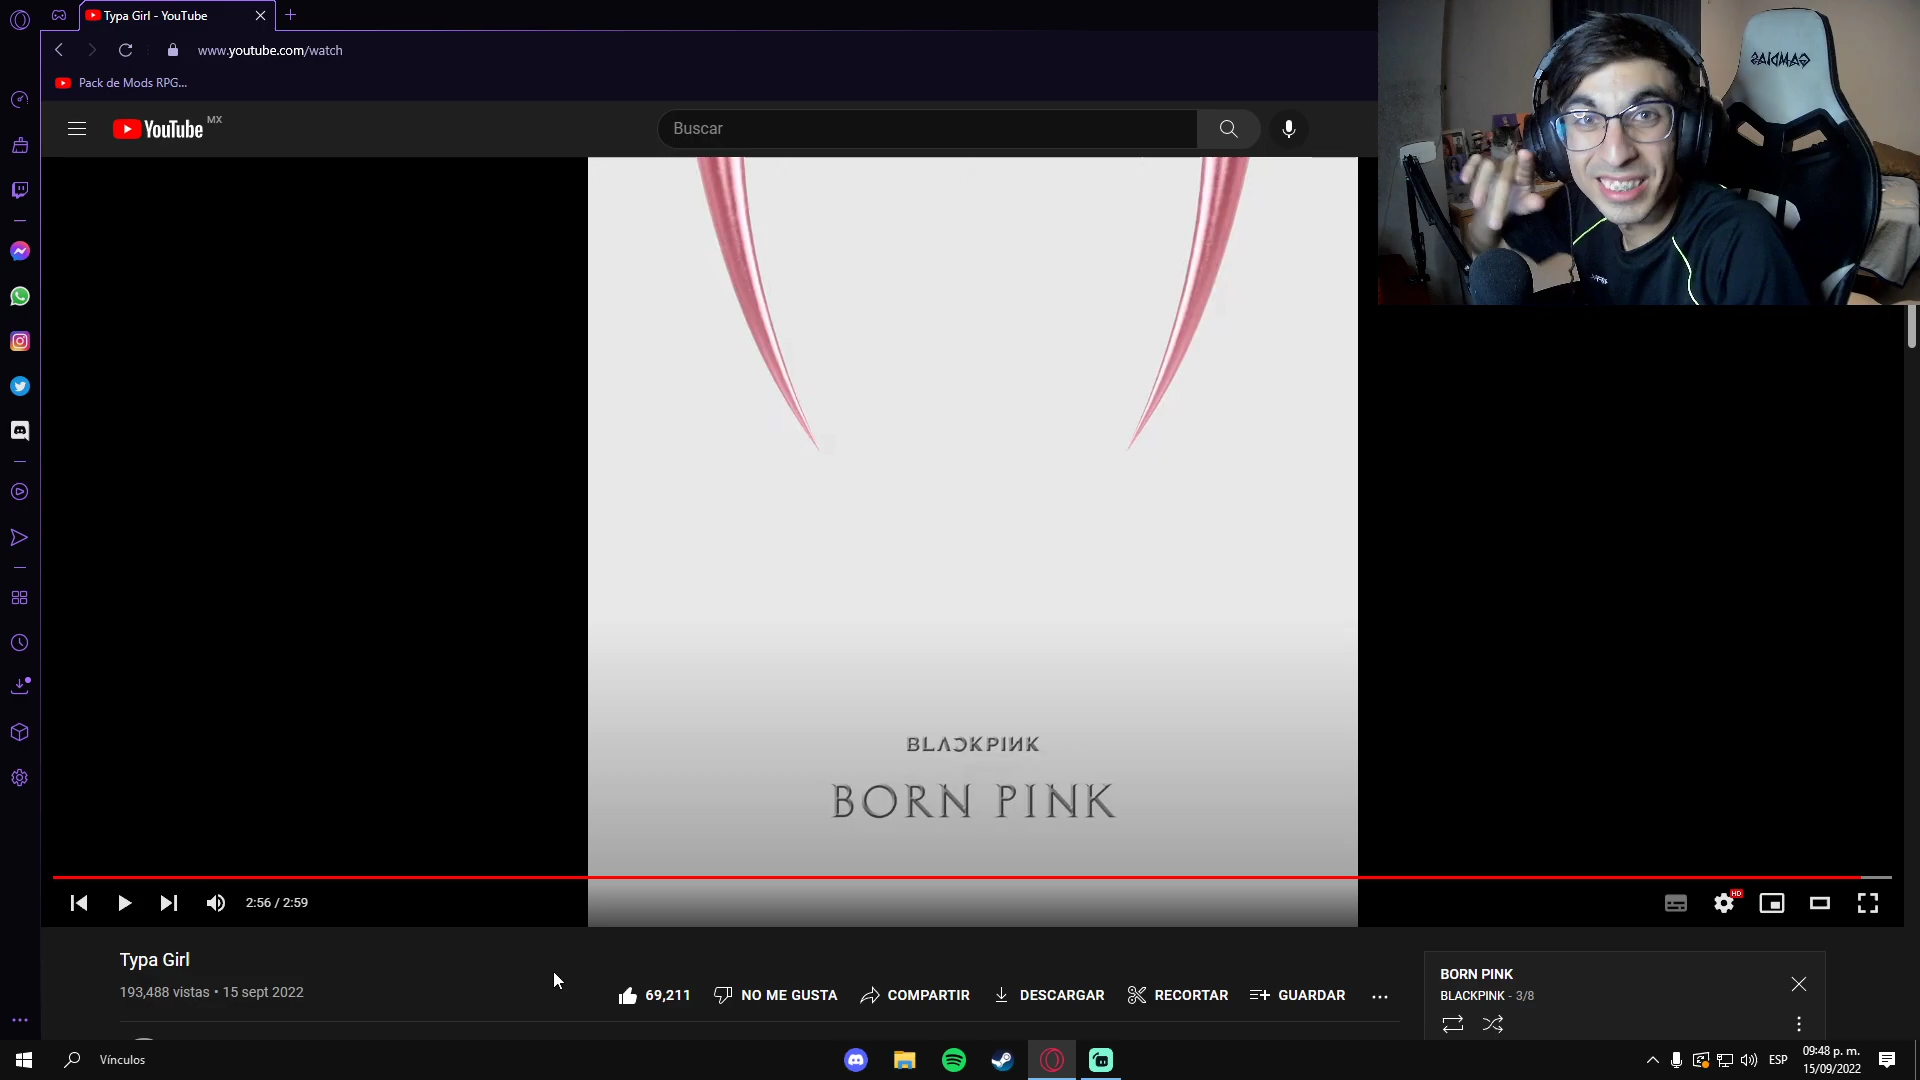 Typa Girl - YouTube
www.youtube.com/watch
Pack de Mods RPG...
YouTube MX
Buscar
GAMDIAS
BLACKPINK
BORN PINK
2:56 / 2:59
HD
Typa Girl
193,488 vistas • 15 sept 2022
69,211
NO ME GUSTA
COMPARTIR
DESCARGAR
RECORTAR
GUARDAR
BORN PINK
BLACKPINK - 3/8
Vínculos
ESP
09:48 p. m.
15/09/2022